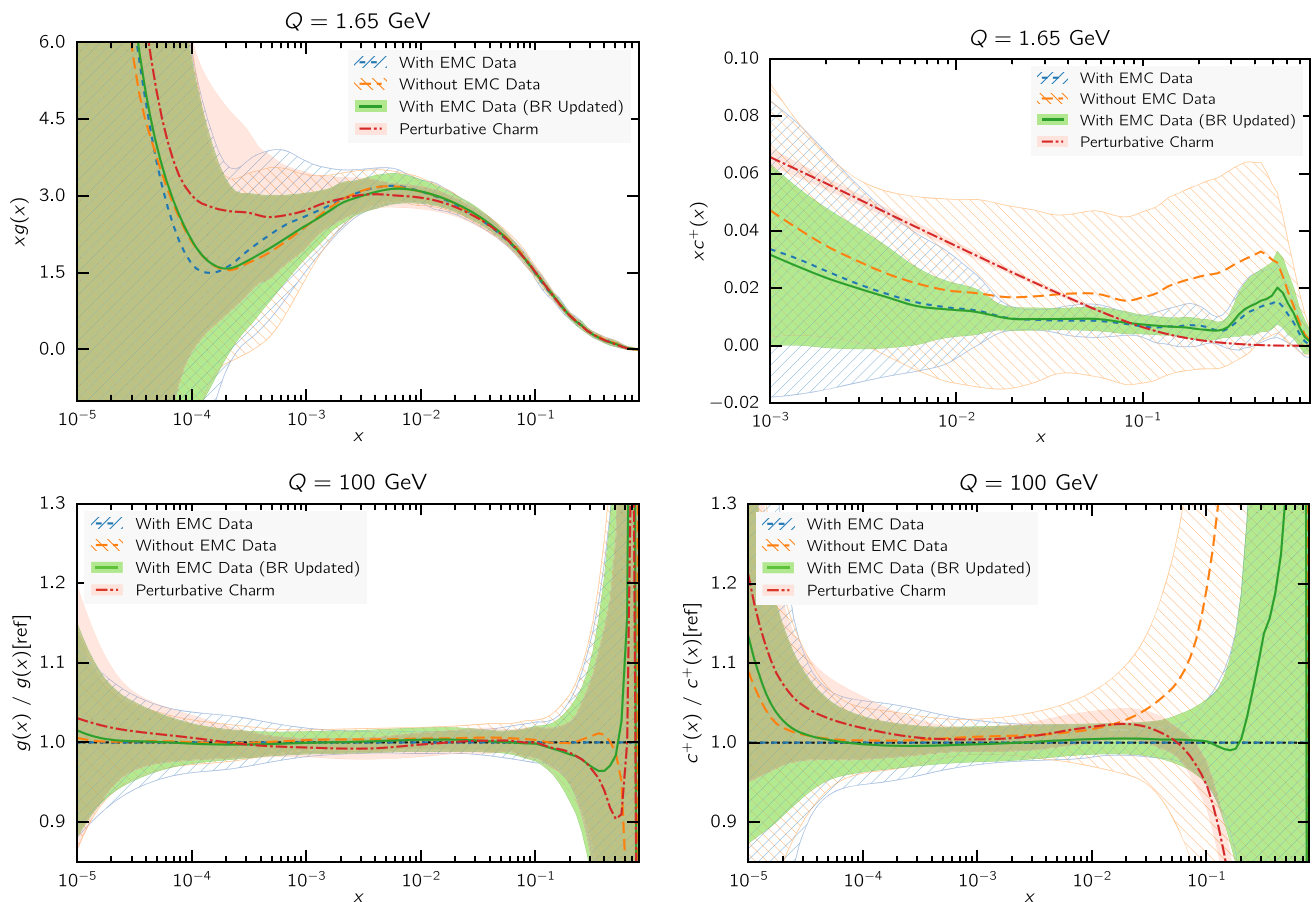 Q = 1.65 GeV
6.0
4.5
3.0
1.5
0.0
xg(x)
With EMC Data
Without EMC Data
With EMC Data (BR Updated)
Perturbative Charm
10⁻⁵
10⁻⁴
10⁻³
10⁻²
10⁻¹
x
Q = 1.65 GeV
0.10
0.08
0.06
0.04
0.02
0.00
−0.02
xc⁺(x)
With EMC Data
Without EMC Data
With EMC Data (BR Updated)
Perturbative Charm
10⁻³
10⁻²
10⁻¹
x
Q = 100 GeV
1.3
1.2
1.1
1.0
0.9
g(x) / g(x)[ref]
With EMC Data
Without EMC Data
With EMC Data (BR Updated)
Perturbative Charm
10⁻⁵
10⁻⁴
10⁻³
10⁻²
10⁻¹
x
Q = 100 GeV
1.3
1.2
1.1
1.0
0.9
c⁺(x) / c⁺(x)[ref]
With EMC Data
Without EMC Data
With EMC Data (BR Updated)
Perturbative Charm
10⁻⁵
10⁻⁴
10⁻³
10⁻²
10⁻¹
x